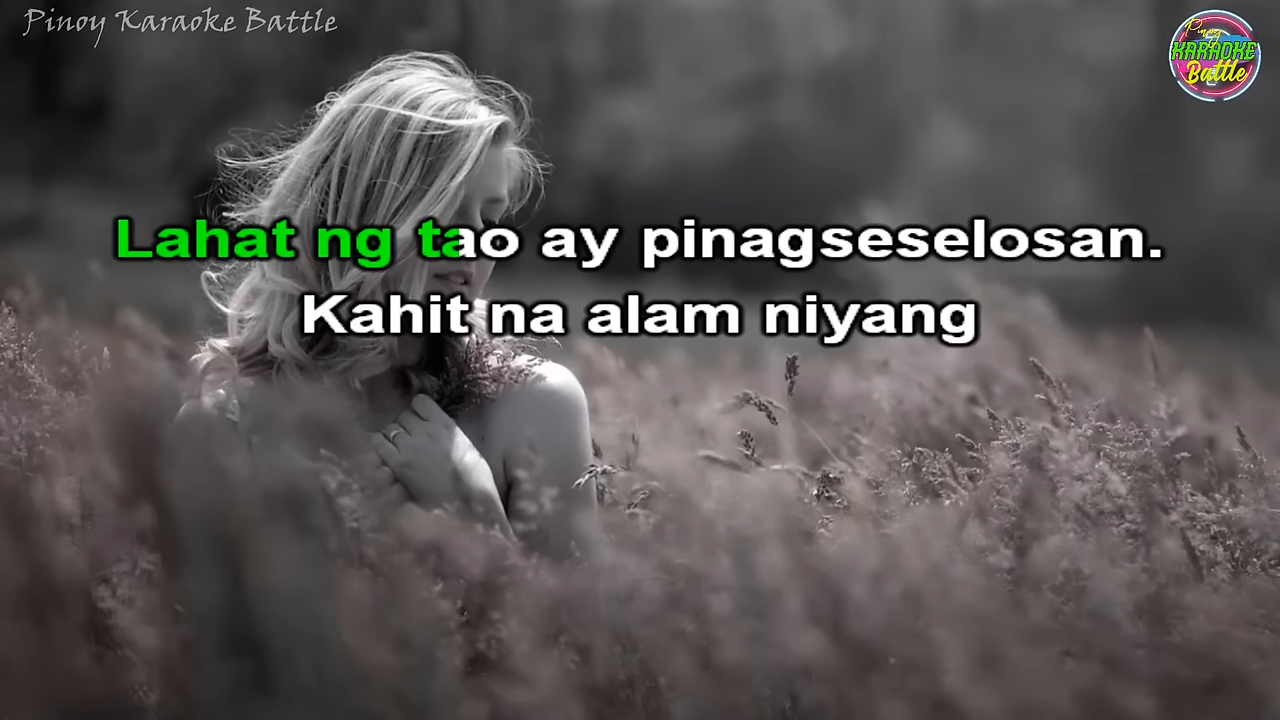 Pinoy Karaoke Battle
Pinoy
KARAOKE
Battle
Lahat ng tao ay pinagseselosan.
Kahit na alam niyang